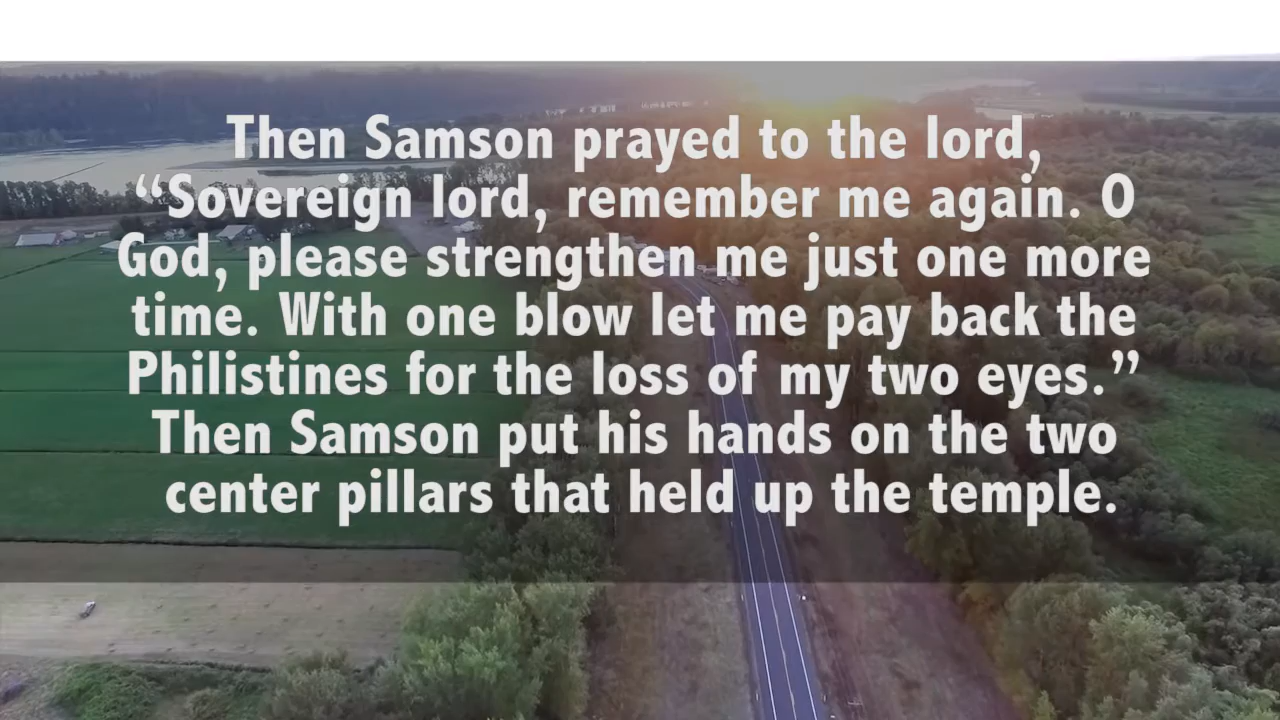 Then Samson prayed to the lord,
“Sovereign lord, remember me again. O
God, please strengthen me just one more
time. With one blow let me pay back the
Philistines for the loss of my two eyes.”
Then Samson put his hands on the two
center pillars that held up the temple.